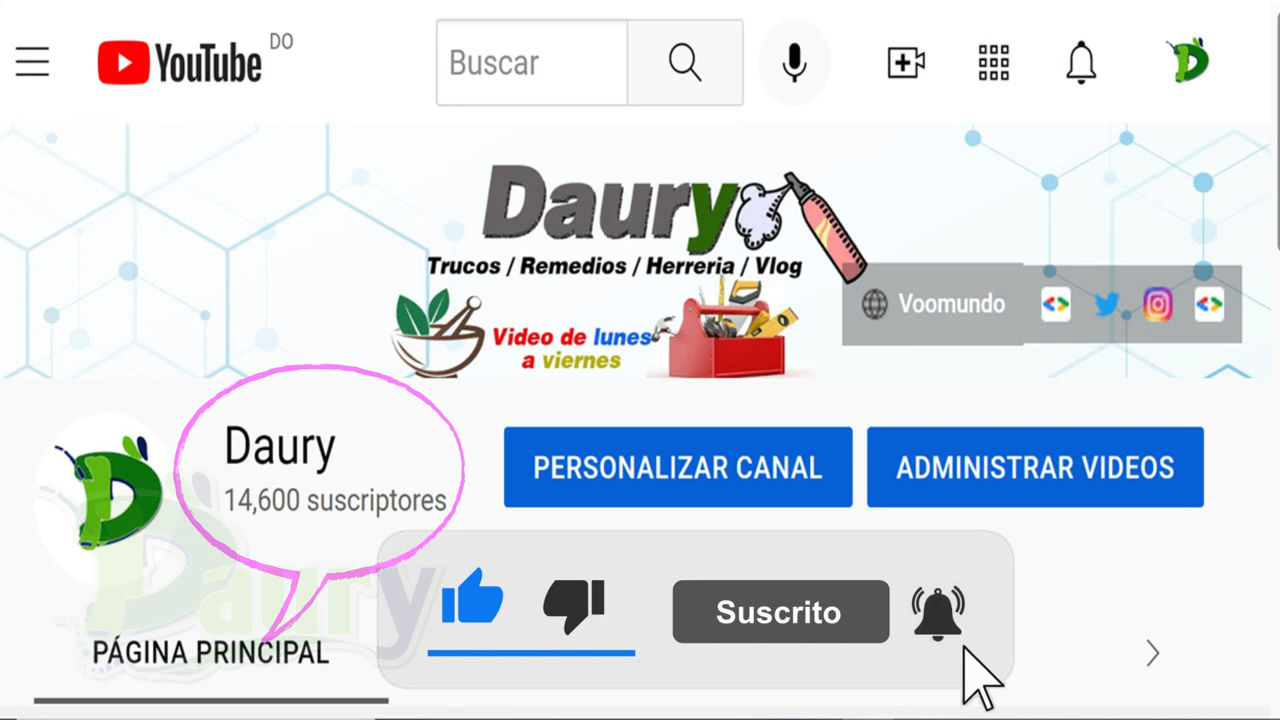 YouTube DO
Buscar
Daury
Trucos / Remedios / Herreria / Vlog
Video de lunes
a viernes
Voomundo
Daury
14,600 suscriptores
PERSONALIZAR CANAL
ADMINISTRAR VIDEOS
Daury
Suscrito
PÁGINA PRINCIPAL